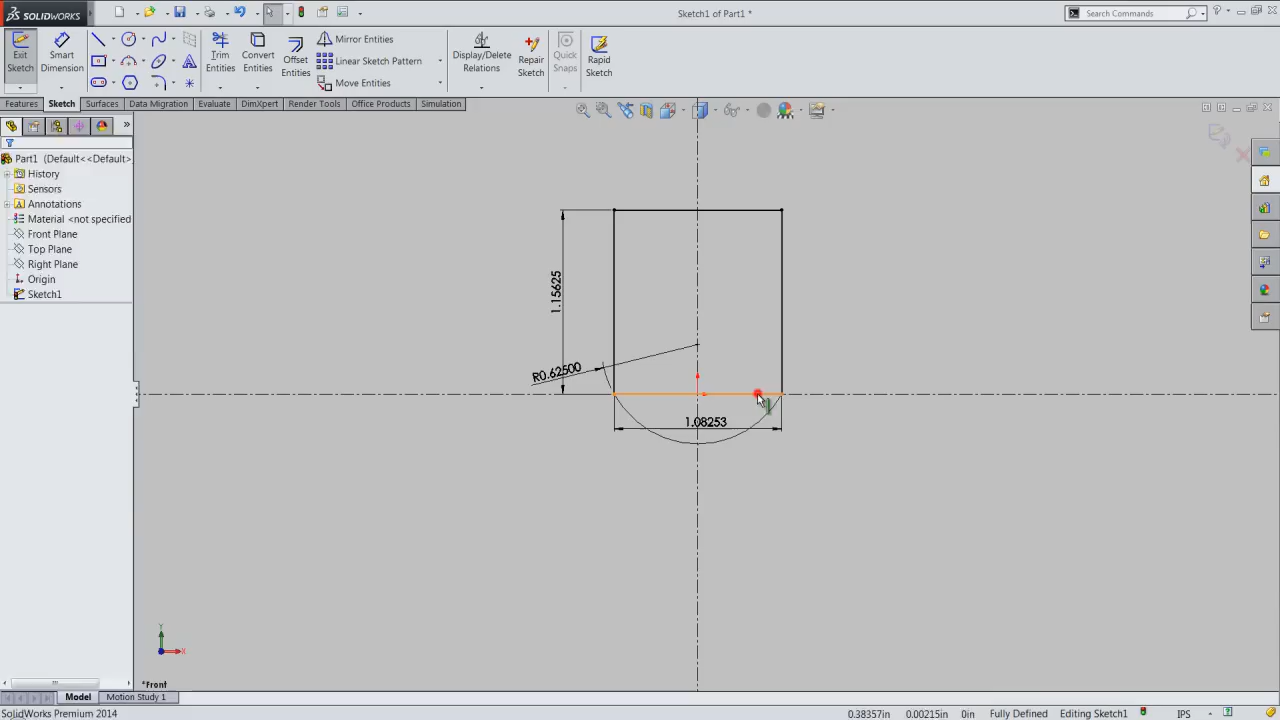 SOLIDWORKS
Sketch1 of Part1 *
Search Commands
Exit Sketch
Smart Dimension
Trim Entities
Convert Entities
Offset Entities
Mirror Entities
Linear Sketch Pattern
Move Entities
Display/Delete Relations
Repair Sketch
Quick Snaps
Rapid Sketch
Features
Sketch
Surfaces
Data Migration
Evaluate
DimXpert
Render Tools
Office Products
Simulation
Part1 (Default<<Default>
History
Sensors
Annotations
Material <not specified
Front Plane
Top Plane
Right Plane
Origin
Sketch1
1.15625
R0.62500
1.08253
Y
X
*Front
Model
Motion Study 1
SolidWorks Premium 2014
0.38357in
0.00215in
0in
Fully Defined
Editing Sketch1
IPS